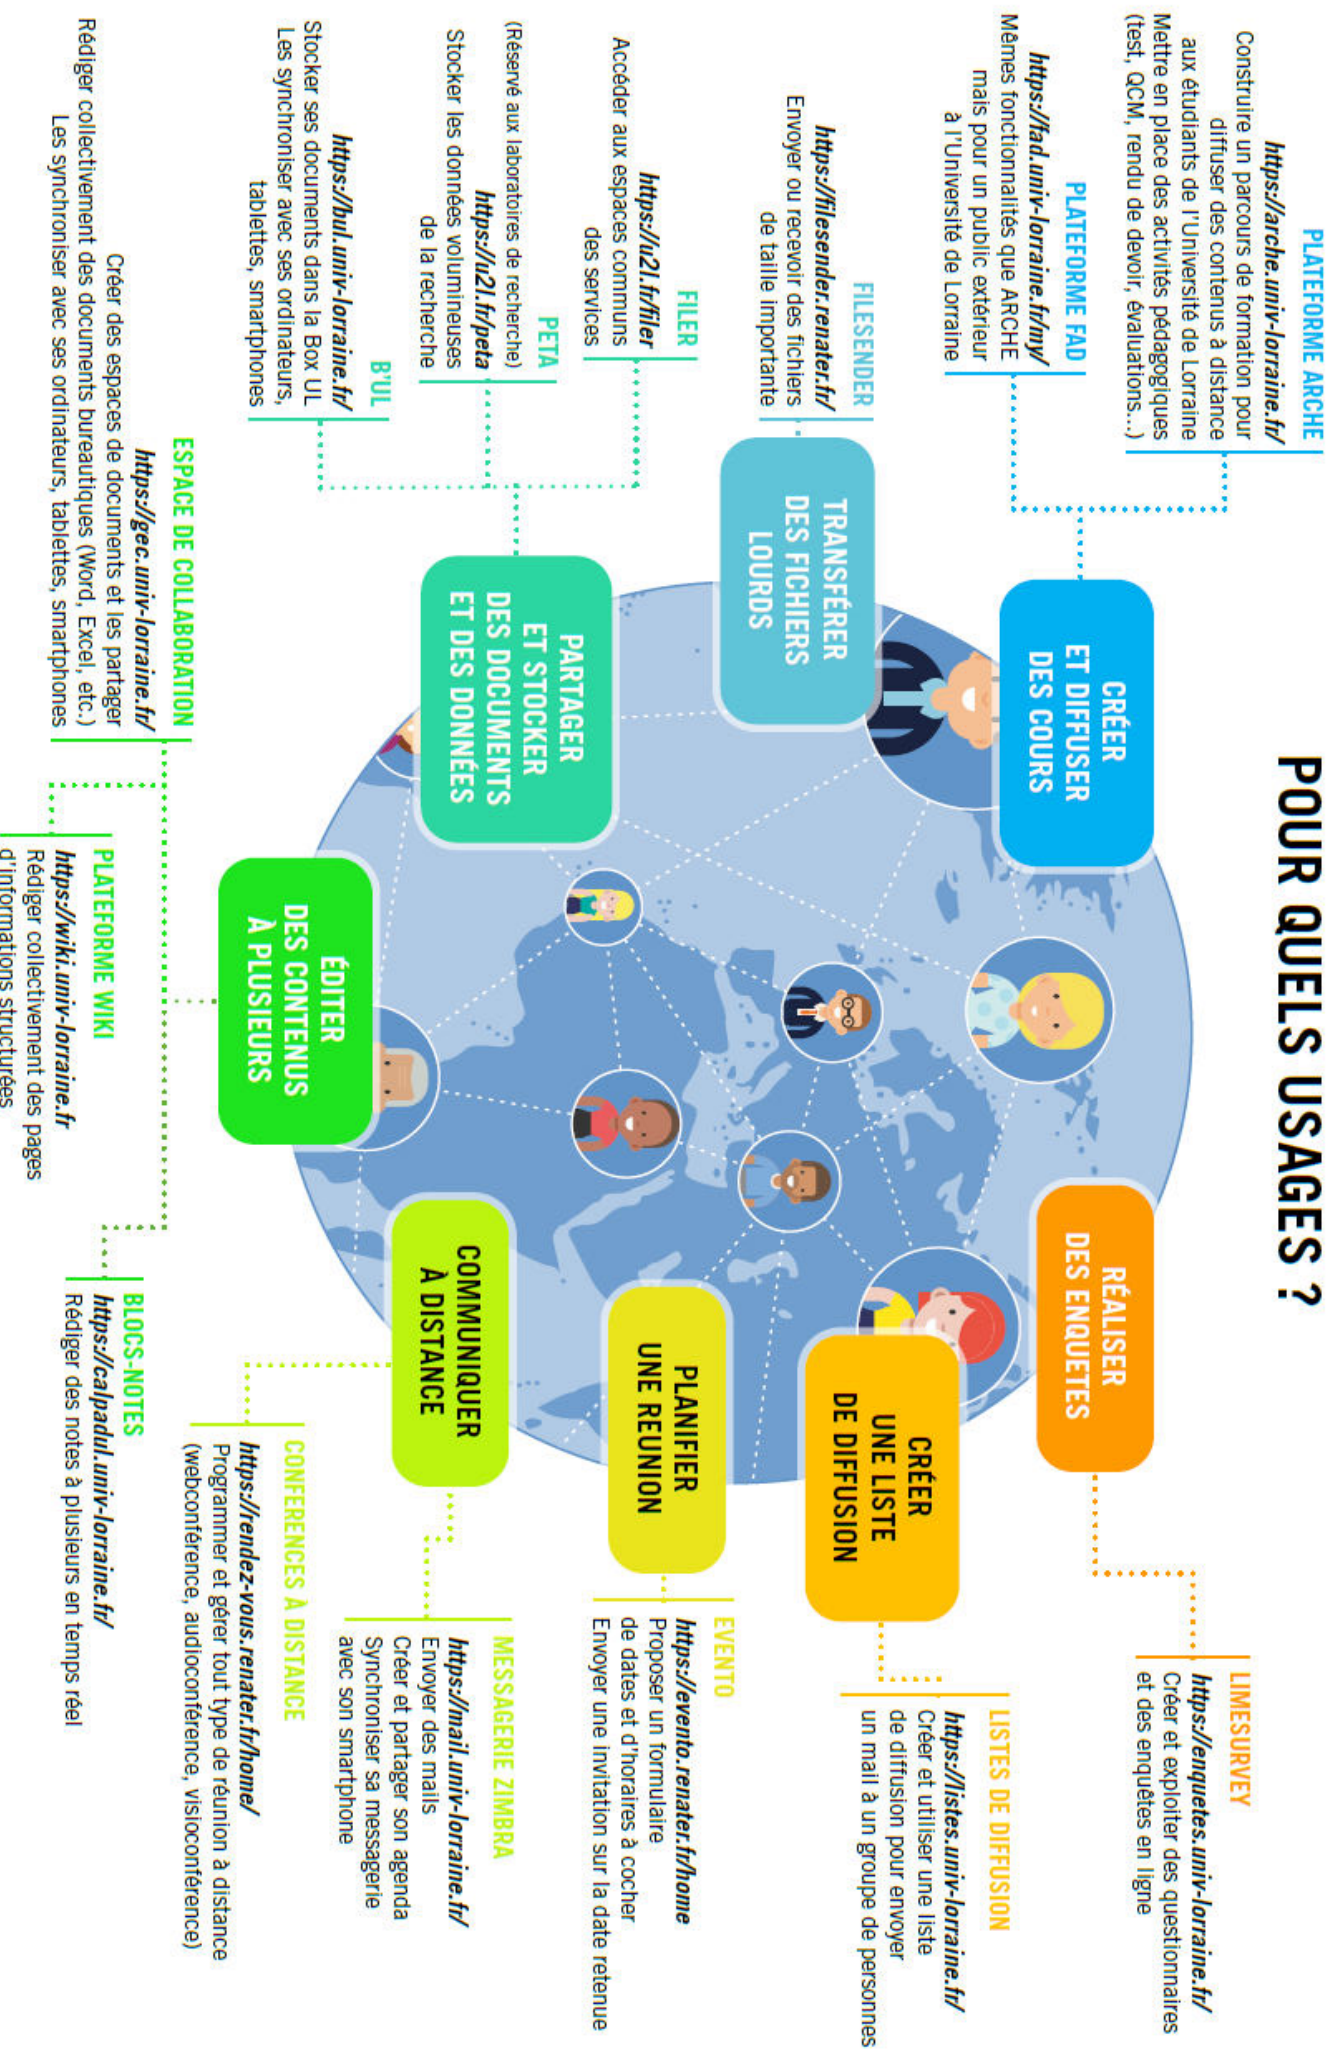 POUR QUELS USAGES ?
PLATEFORME ARCHE
https://arche.univ-lorraine.fr/
Construire un parcours de formation pour
diffuser des contenus à distance
aux étudiants de l'Université de Lorraine
Mettre en place des activités pédagogiques
(test, QCM, rendu de devoir, évaluations...)
PLATEFORME FAD
https://fad.univ-lorraine.fr/my/
Mêmes fonctionnalités que ARCHE
mais pour un public extérieur
à l'Université de Lorraine
CRÉER
ET DIFFUSER
DES COURS
FILESENDER
https://filesender.renater.fr/
Envoyer ou recevoir des fichiers
de taille importante
TRANSFÉRER
DES FICHIERS
LOURDS
FILER
https://u2l.fr/filer
Accéder aux espaces communs
des services
PETA
(Réservé aux laboratoires de recherche)
https://u2l.fr/peta
Stocker les données volumineuses
de la recherche
B'UL
https://bul.univ-lorraine.fr/
Stocker ses documents dans la Box UL
Les synchroniser avec ses ordinateurs,
tablettes, smartphones
PARTAGER
ET STOCKER
DES DOCUMENTS
ET DES DONNÉES
ESPACE DE COLLABORATION
https://gec.univ-lorraine.fr/
Créer des espaces de documents et les partager
Rédiger collectivement des documents bureautiques (Word, Excel, etc.)
Les synchroniser avec ses ordinateurs, tablettes, smartphones
ÉDITER
DES CONTENUS
À PLUSIEURS
PLATEFORME WIKI
https://wiki.univ-lorraine.fr
Rédiger collectivement des pages
d'informations structurées
BLOCS-NOTES
https://calpadul.univ-lorraine.fr/
Rédiger des notes à plusieurs en temps réel
RÉALISER
DES ENQUETES
LIMESURVEY
https://enquetes.univ-lorraine.fr/
Créer et exploiter des questionnaires
et des enquêtes en ligne
CRÉER
UNE LISTE
DE DIFFUSION
LISTES DE DIFFUSION
https://listes.univ-lorraine.fr/
Créer et utiliser une liste
de diffusion pour envoyer
un mail à un groupe de personnes
PLANIFIER
UNE REUNION
EVENTO
https://evento.renater.fr/home
Proposer un formulaire
de dates et d'horaires à cocher
Envoyer une invitation sur la date retenue
COMMUNIQUER
À DISTANCE
MESSAGERIE ZIMBRA
https://mail.univ-lorraine.fr/
Envoyer des mails
Créer et partager son agenda
Synchroniser sa messagerie
avec son smartphone
CONFERENCES À DISTANCE
https://rendez-vous.renater.fr/home/
Programmer et gérer tout type de réunion à distance
(webconférence, audioconférence, visioconférence)